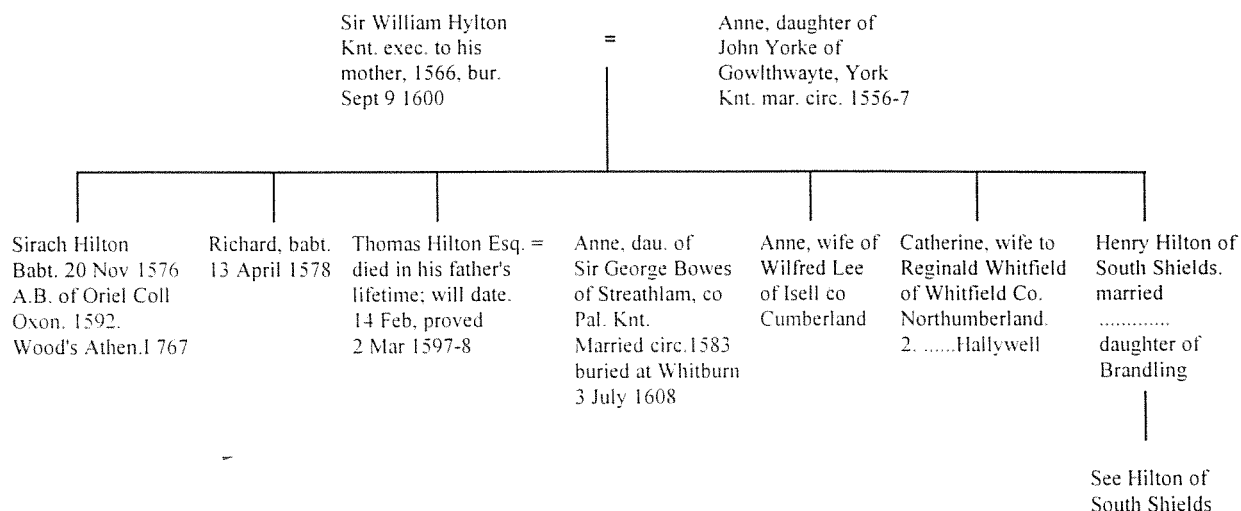 Sir William Hylton
Knt. exec. to his
mother, 1566, bur.
Sept 9 1600
=
Anne, daughter of
John Yorke of
Gowlthwayte, York
Knt. mar. circ. 1556-7
Sirach Hilton
Babt. 20 Nov 1576
A.B. of Oriel Coll
Oxon. 1592.
Wood's Athen.I 767
Richard, babt.
13 April 1578
Thomas Hilton Esq. =
died in his father's
lifetime; will date.
14 Feb, proved
2 Mar 1597-8
Anne, dau. of
Sir George Bowes
of Streathlam, co
Pal. Knt.
Married circ.1583
buried at Whitburn
3 July 1608
Anne, wife of
Wilfred Lee
of Isell co
Cumberland
Catherine, wife to
Reginald Whitfield
of Whitfield Co.
Northumberland.
2. ......Hallywell
Henry Hilton of
South Shields.
married
.............
daughter of
Brandling
See Hilton of
South Shields